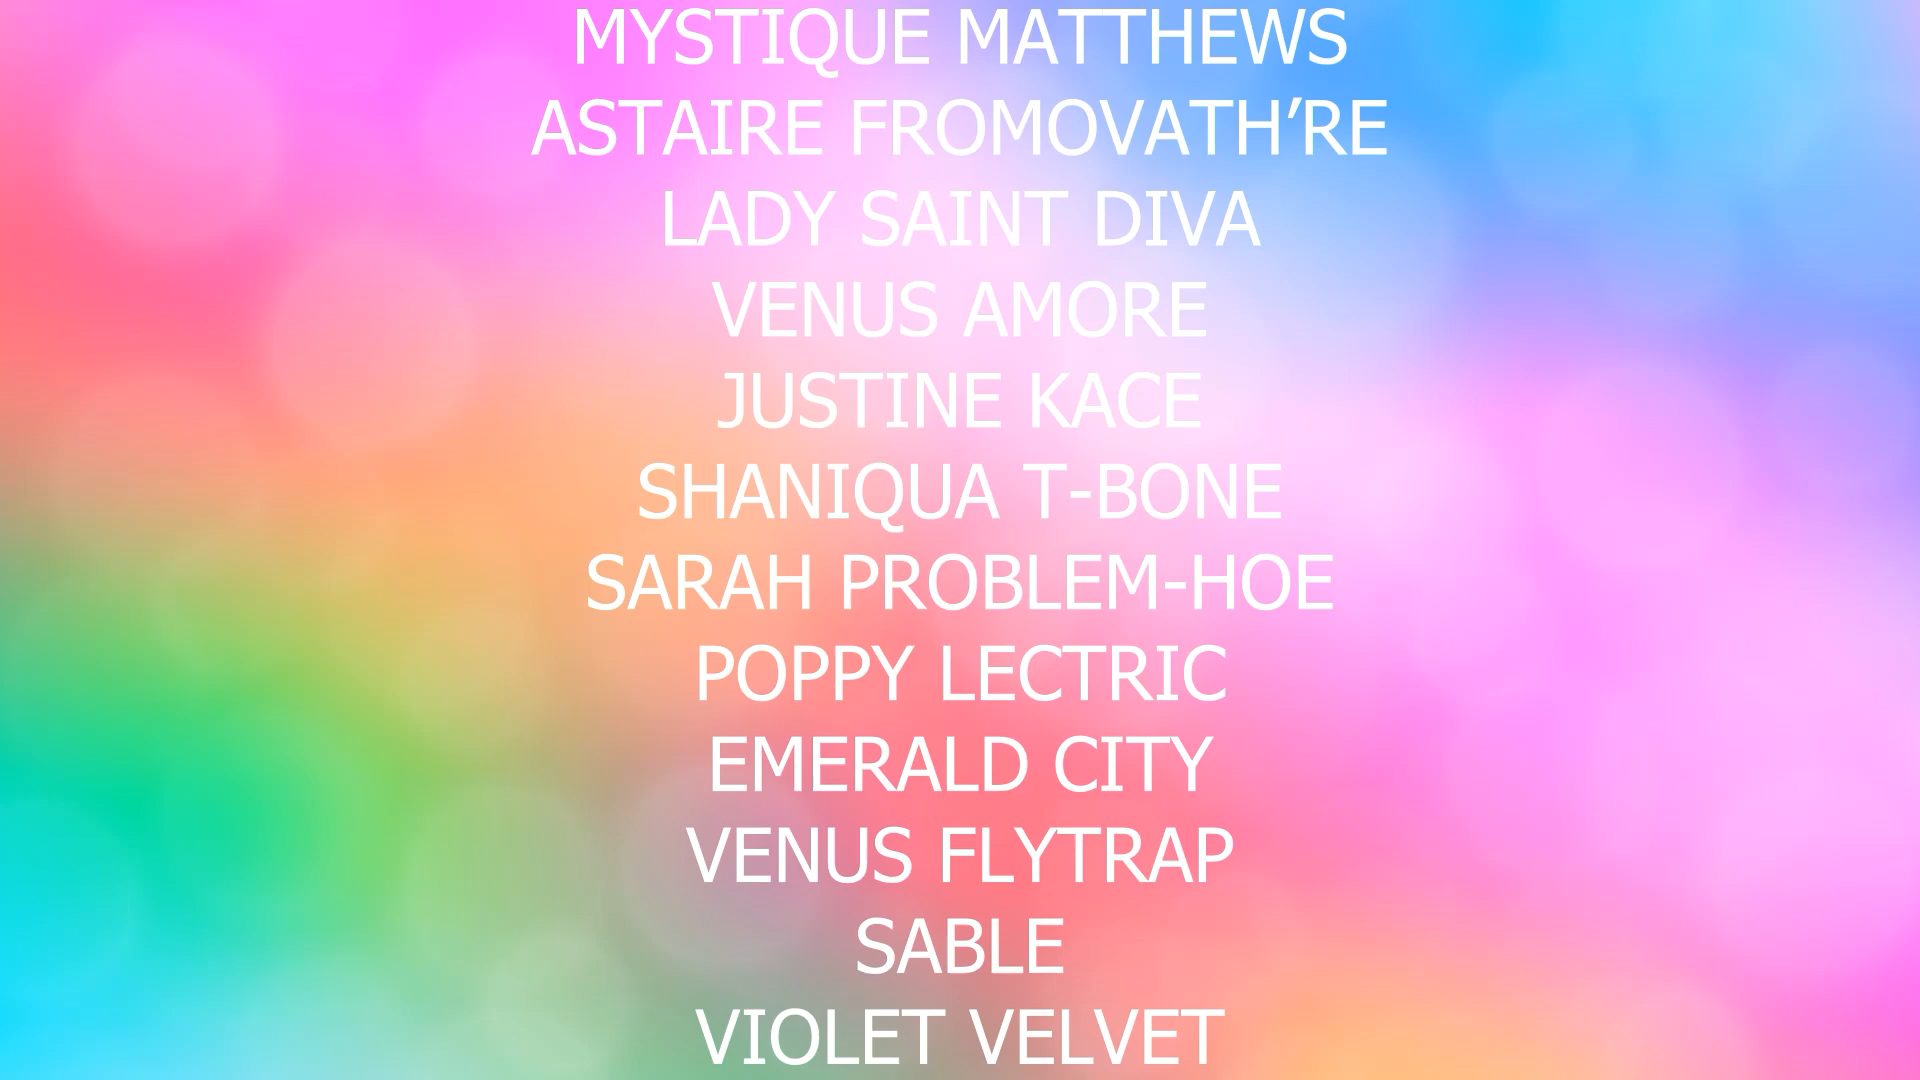 MYSTIQUE MATTHEWS
ASTAIRE FROMOVATH’RE
LADY SAINT DIVA
VENUS AMORE
JUSTINE KACE
SHANIQUA T-BONE
SARAH PROBLEM-HOE
POPPY LECTRIC
EMERALD CITY
VENUS FLYTRAP
SABLE
VIOLET VELVET